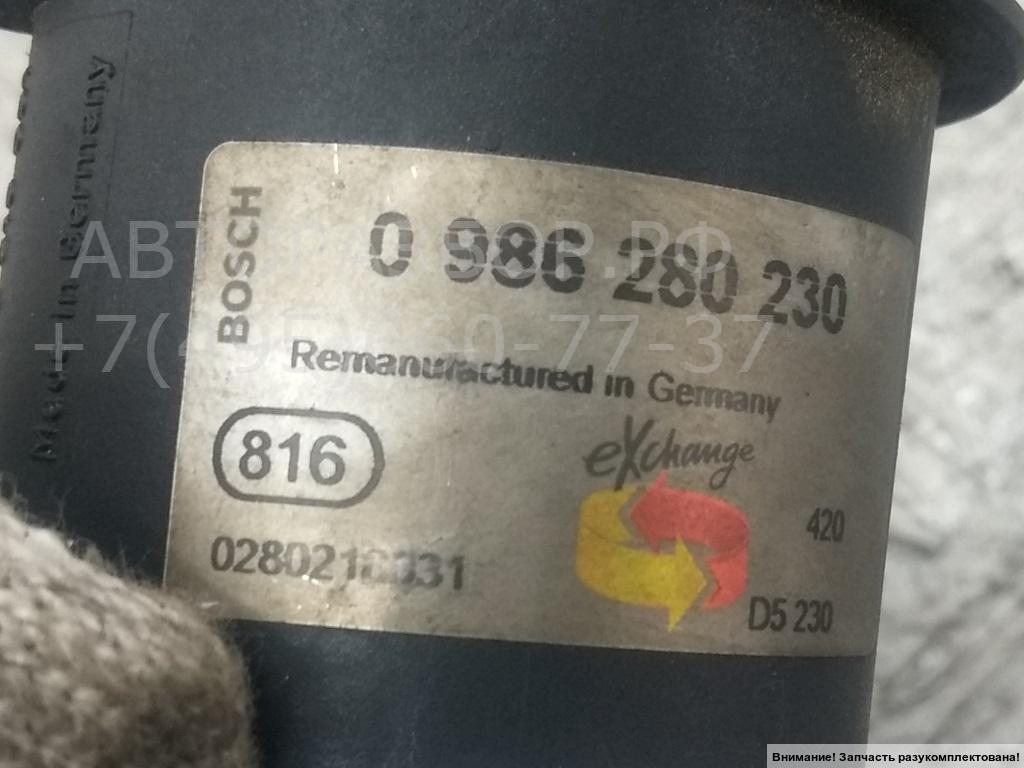 Made in Germany
BOSCH
0 986 280 230
Remanufactured in Germany
816
eXchange
420
D5 230
Внимание! Запчасть разукомплектована!